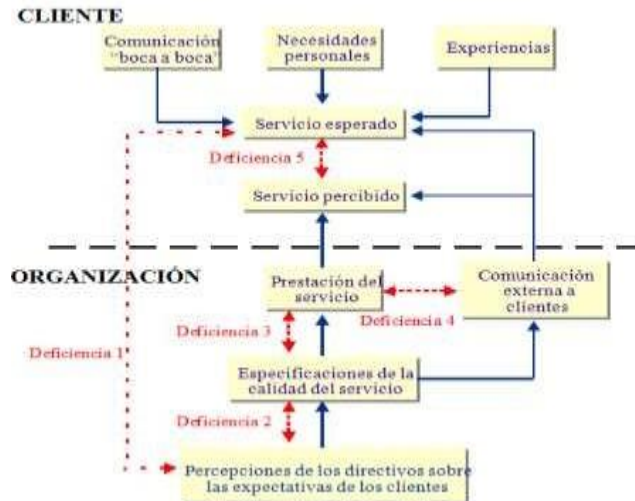 CLIENTE
Comunicación
"boca a boca"
Necesidades
personales
Experiencias
Servicio esperado
Deficiencia 5
Servicio percibido
ORGANIZACIÓN
Prestación del
servicio
Comunicación
externa a
clientes
Deficiencia 4
Deficiencia 3
Deficiencia 1
Especificaciones de la
calidad del servicio
Deficiencia 2
Percepciones de los directivos sobre
las expectativas de los clientes